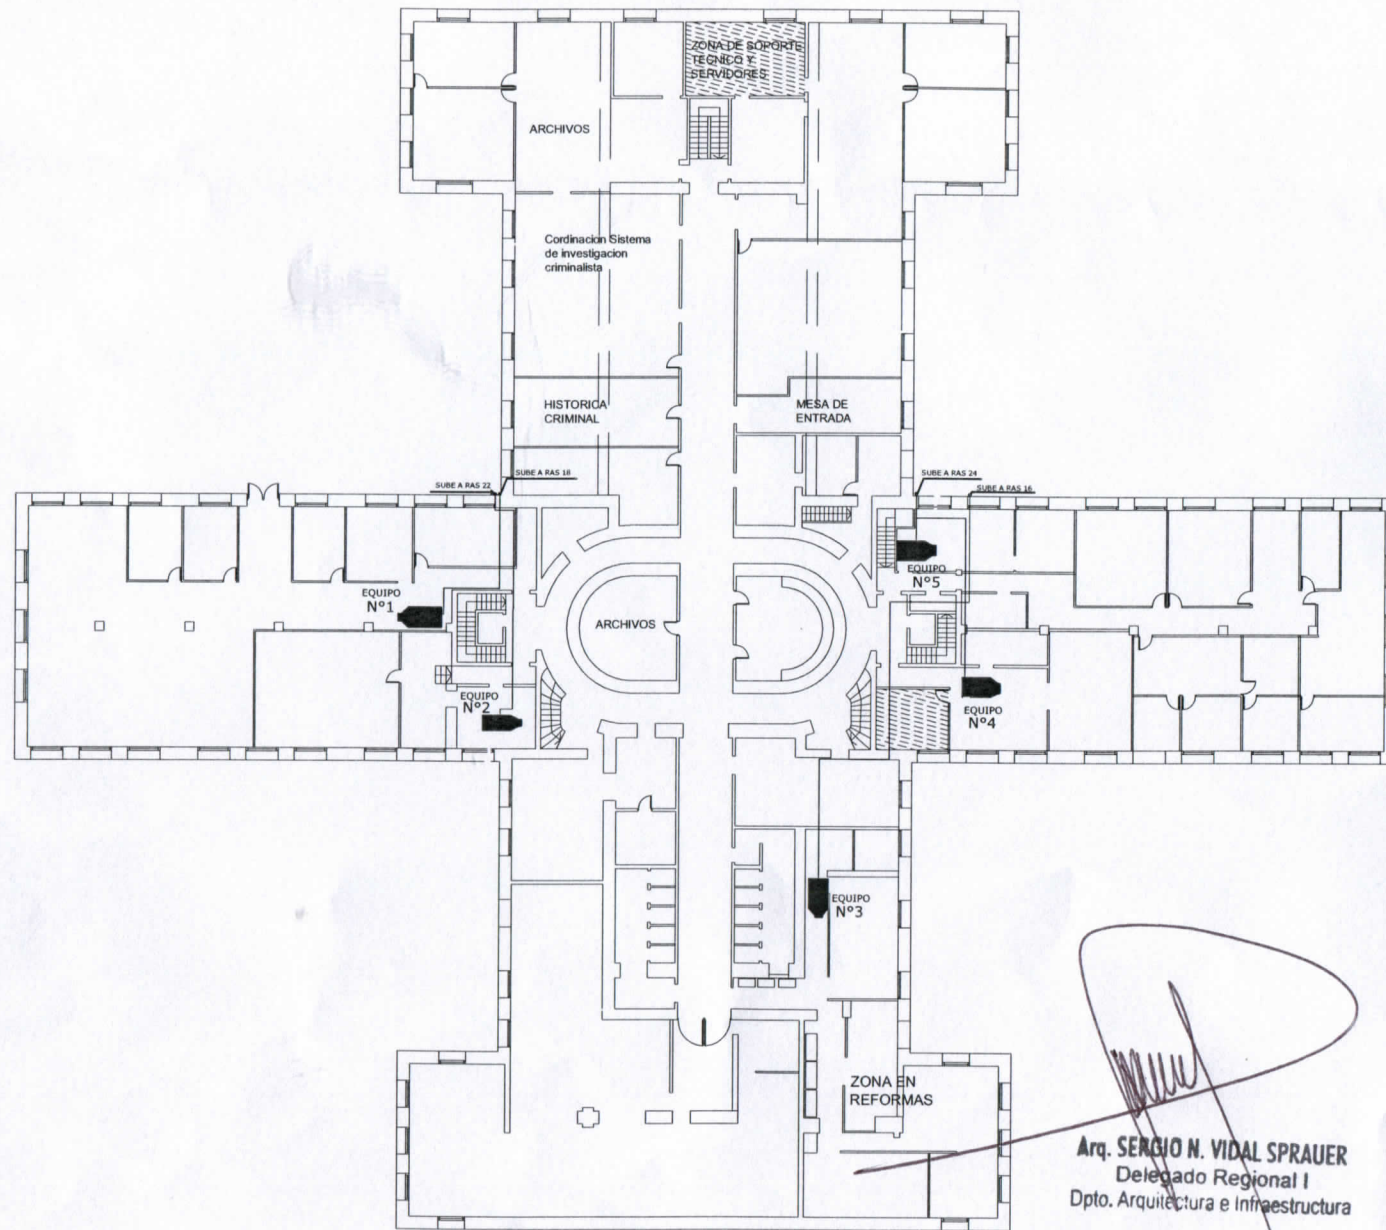 ZONA DE SOPORTE
TECNICO Y
SERVIDORES
ARCHIVOS
Cordinacion Sistema
de investigacion
criminalista
HISTORICA
CRIMINAL
MESA DE
ENTRADA
SUBE A RAS 22
SUBE A RAS 18
SUBE A RAS 24
SUBE A RAS 16
EQUIPO
Nº1
ARCHIVOS
EQUIPO
Nº5
EQUIPO
Nº2
EQUIPO
Nº4
EQUIPO
Nº3
ZONA EN
REFORMAS
Arq. SERGIO N. VIDAL SPRAUER
Delegado Regional I
Dpto. Arquitectura e Infraestructura